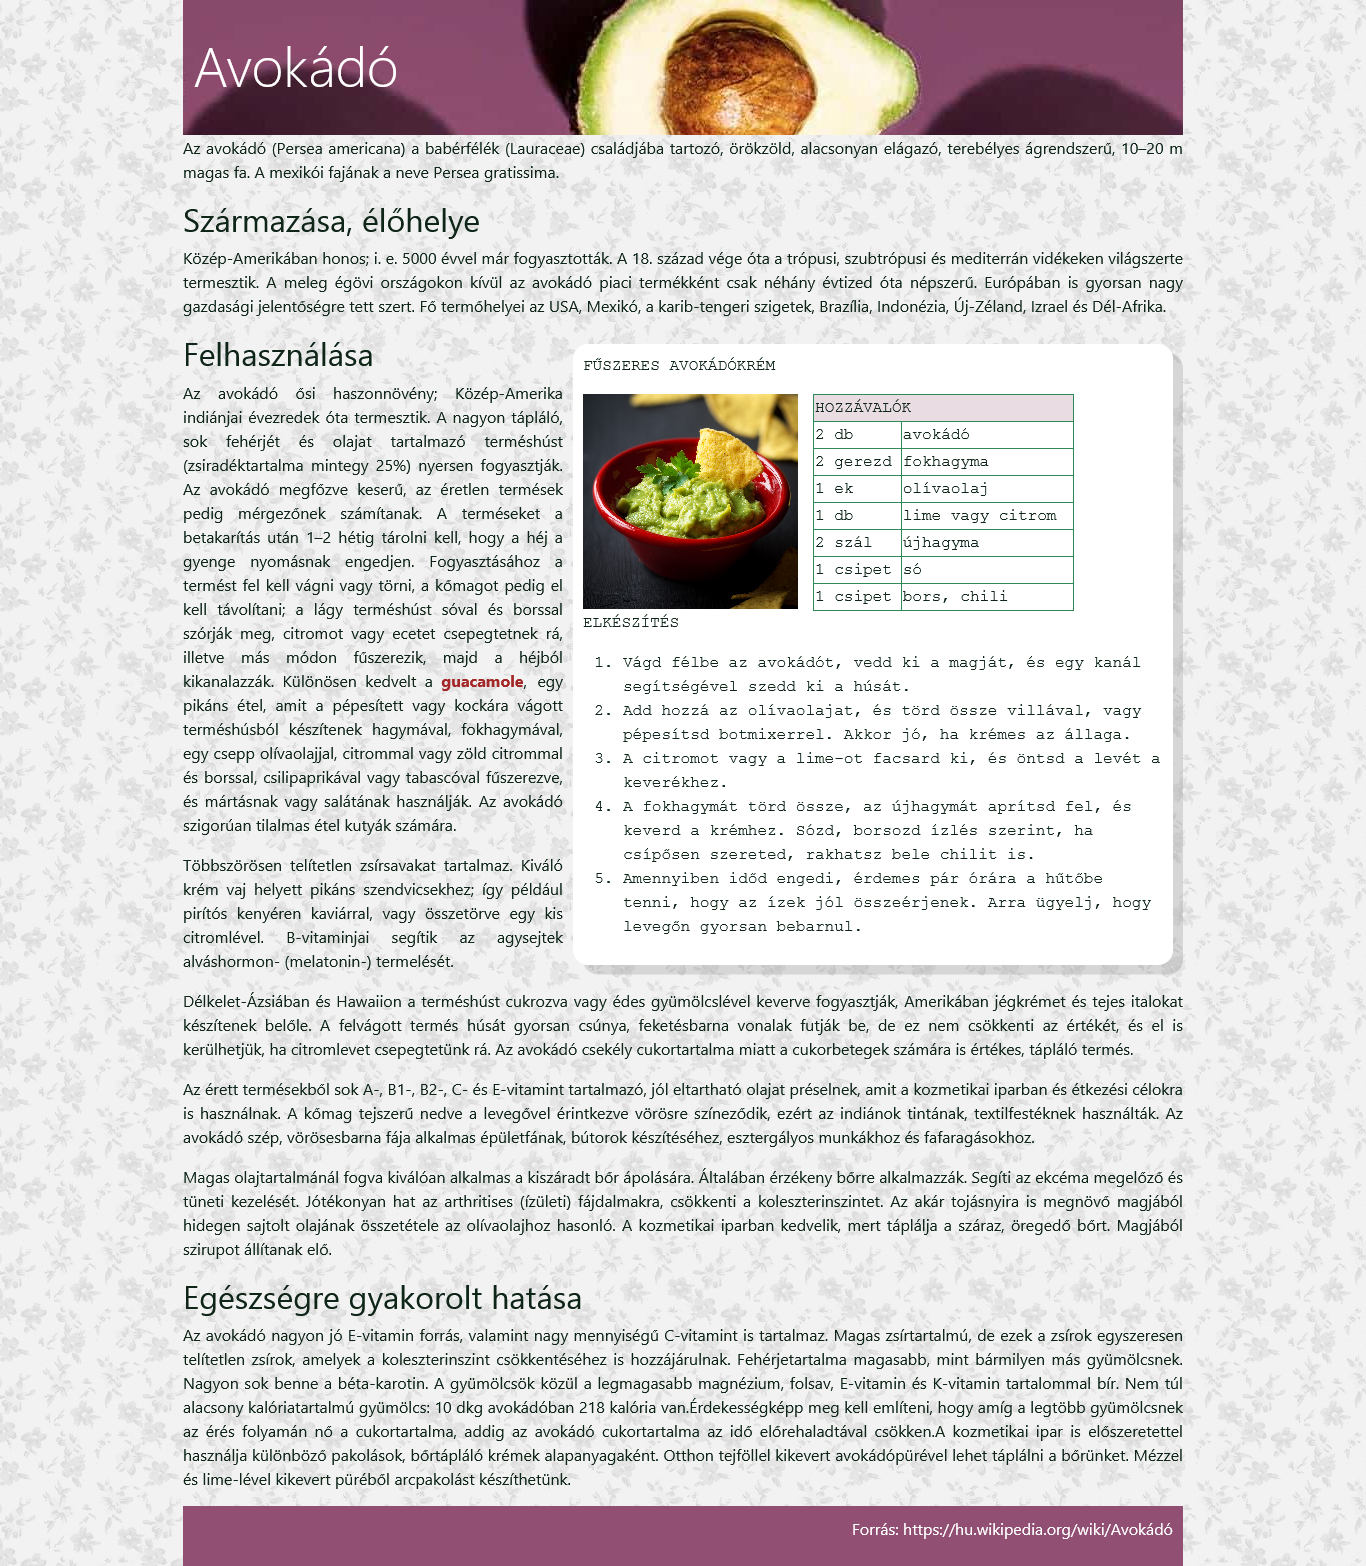 Avokádó
Az avokádó (Persea americana) a babérfélék (Lauraceae) családjába tartozó, örökzöld, alacsonyan elágazó, terebélyes ágrendszerű, 10–20 m
magas fa. A mexikói fajának a neve Persea gratissima.
Származása, élőhelye
Közép-Amerikában honos; i. e. 5000 évvel már fogyasztották. A 18. század vége óta a trópusi, szubtrópusi és mediterrán vidékeken világszerte
termesztik. A meleg égövi országokon kívül az avokádó piaci termékként csak néhány évtized óta népszerű. Európában is gyorsan nagy
gazdasági jelentőségre tett szert. Fő termőhelyei az USA, Mexikó, a karib-tengeri szigetek, Brazília, Indonézia, Új-Zéland, Izrael és Dél-Afrika.
Felhasználása
Az avokádó ősi haszonnövény; Közép-Amerika
indiánjai évezredek óta termesztik. A nagyon tápláló,
sok fehérjét és olajat tartalmazó terméshúst
(zsiradéktartalma mintegy 25%) nyersen fogyasztják.
Az avokádó megfőzve keserű, az éretlen termések
pedig mérgezőnek számítanak. A terméseket a
betakarítás után 1–2 hétig tárolni kell, hogy a héj a
gyenge nyomásnak engedjen. Fogyasztásához a
termést fel kell vágni vagy törni, a kőmagot pedig el
kell távolítani; a lágy terméshúst sóval és borssal
szórják meg, citromot vagy ecetet csepegtetnek rá,
illetve más módon fűszerezik, majd a héjból
kikanalazzák. Különösen kedvelt a guacamole, egy
pikáns étel, amit a pépesített vagy kockára vágott
terméshúsból készítenek hagymával, fokhagymával,
egy csepp olívaolajjal, citrommal vagy zöld citrommal
és borssal, csilipaprikával vagy tabascóval fűszerezve,
és mártásnak vagy salátának használják. Az avokádó
szigorúan tilalmas étel kutyák számára.
Többszörösen telítetlen zsírsavakat tartalmaz. Kiváló
krém vaj helyett pikáns szendvicsekhez; így például
pirítós kenyéren kaviárral, vagy összetörve egy kis
citromlével. B-vitaminjai segítik az agysejtek
alváshormon- (melatonin-) termelését.
FŰSZERES AVOKÁDÓKRÉM
HOZZÁVALÓK
2 db avokádó
2 gerezd fokhagyma
1 ek olívaolaj
1 db lime vagy citrom
2 szál újhagyma
1 csipet só
1 csipet bors, chili
ELKÉSZÍTÉS
1. Vágd félbe az avokádót, vedd ki a magját, és egy kanál
segítségével szedd ki a húsát.
2. Add hozzá az olívaolajat, és törd össze villával, vagy
pépesítsd botmixerrel. Akkor jó, ha krémes az állaga.
3. A citromot vagy a lime-ot facsard ki, és öntsd a levét a
keverékhez.
4. A fokhagymát törd össze, az újhagymát aprítsd fel, és
keverd a krémhez. Sózd, borsozd ízlés szerint, ha
csípősen szereted, rakhatsz bele chilit is.
5. Amennyiben időd engedi, érdemes pár órára a hűtőbe
tenni, hogy az ízek jól összeérjenek. Arra ügyelj, hogy
levegőn gyorsan bebarnul.
Délkelet-Ázsiában és Hawaiion a terméshúst cukrozva vagy édes gyümölcslével keverve fogyasztják, Amerikában jégkrémet és tejes italokat
készítenek belőle. A felvágott termés húsát gyorsan csúnya, feketésbarna vonalak futják be, de ez nem csökkenti az értékét, és el is
kerülhetjük, ha citromlevet csepegtetünk rá. Az avokádó csekély cukortartalma miatt a cukorbetegek számára is értékes, tápláló termés.
Az érett termésekből sok A-, B1-, B2-, C- és E-vitamint tartalmazó, jól eltartható olajat préselnek, amit a kozmetikai iparban és étkezési célokra
is használnak. A kőmag tejszerű nedve a levegővel érintkezve vörösre színeződik, ezért az indiánok tintának, textilfestéknek használták. Az
avokádó szép, vörösesbarna fája alkalmas épületfának, bútorok készítéséhez, esztergályos munkákhoz és fafaragásokhoz.
Magas olajtartalmánál fogva kiválóan alkalmas a kiszáradt bőr ápolására. Általában érzékeny bőrre alkalmazzák. Segíti az ekcéma megelőző és
tüneti kezelését. Jótékonyan hat az arthritises (ízületi) fájdalmakra, csökkenti a koleszterinszintet. Az akár tojásnyira is megnövő magjából
hidegen sajtolt olajának összetétele az olívaolajhoz hasonló. A kozmetikai iparban kedvelik, mert táplálja a száraz, öregedő bőrt. Magjából
szirupot állítanak elő.
Egészségre gyakorolt hatása
Az avokádó nagyon jó E-vitamin forrás, valamint nagy mennyiségű C-vitamint is tartalmaz. Magas zsírtartalmú, de ezek a zsírok egyszeresen
telítetlen zsírok, amelyek a koleszterinszint csökkentéséhez is hozzájárulnak. Fehérjetartalma magasabb, mint bármilyen más gyümölcsnek.
Nagyon sok benne a béta-karotin. A gyümölcsök közül a legmagasabb magnézium, folsav, E-vitamin és K-vitamin tartalommal bír. Nem túl
alacsony kalóriatartalmú gyümölcs: 10 dkg avokádóban 218 kalória van.Érdekességképp meg kell említeni, hogy amíg a legtöbb gyümölcsnek
az érés folyamán nő a cukortartalma, addig az avokádó cukortartalma az idő előrehaladtával csökken.A kozmetikai ipar is előszeretettel
használja különböző pakolások, bőrtápláló krémek alapanyagaként. Otthon tejföllel kikevert avokádópürével lehet táplálni a bőrünket. Mézzel
és lime-lével kikevert püréből arcpakolást készíthetünk.
Forrás: https://hu.wikipedia.org/wiki/Avokádó